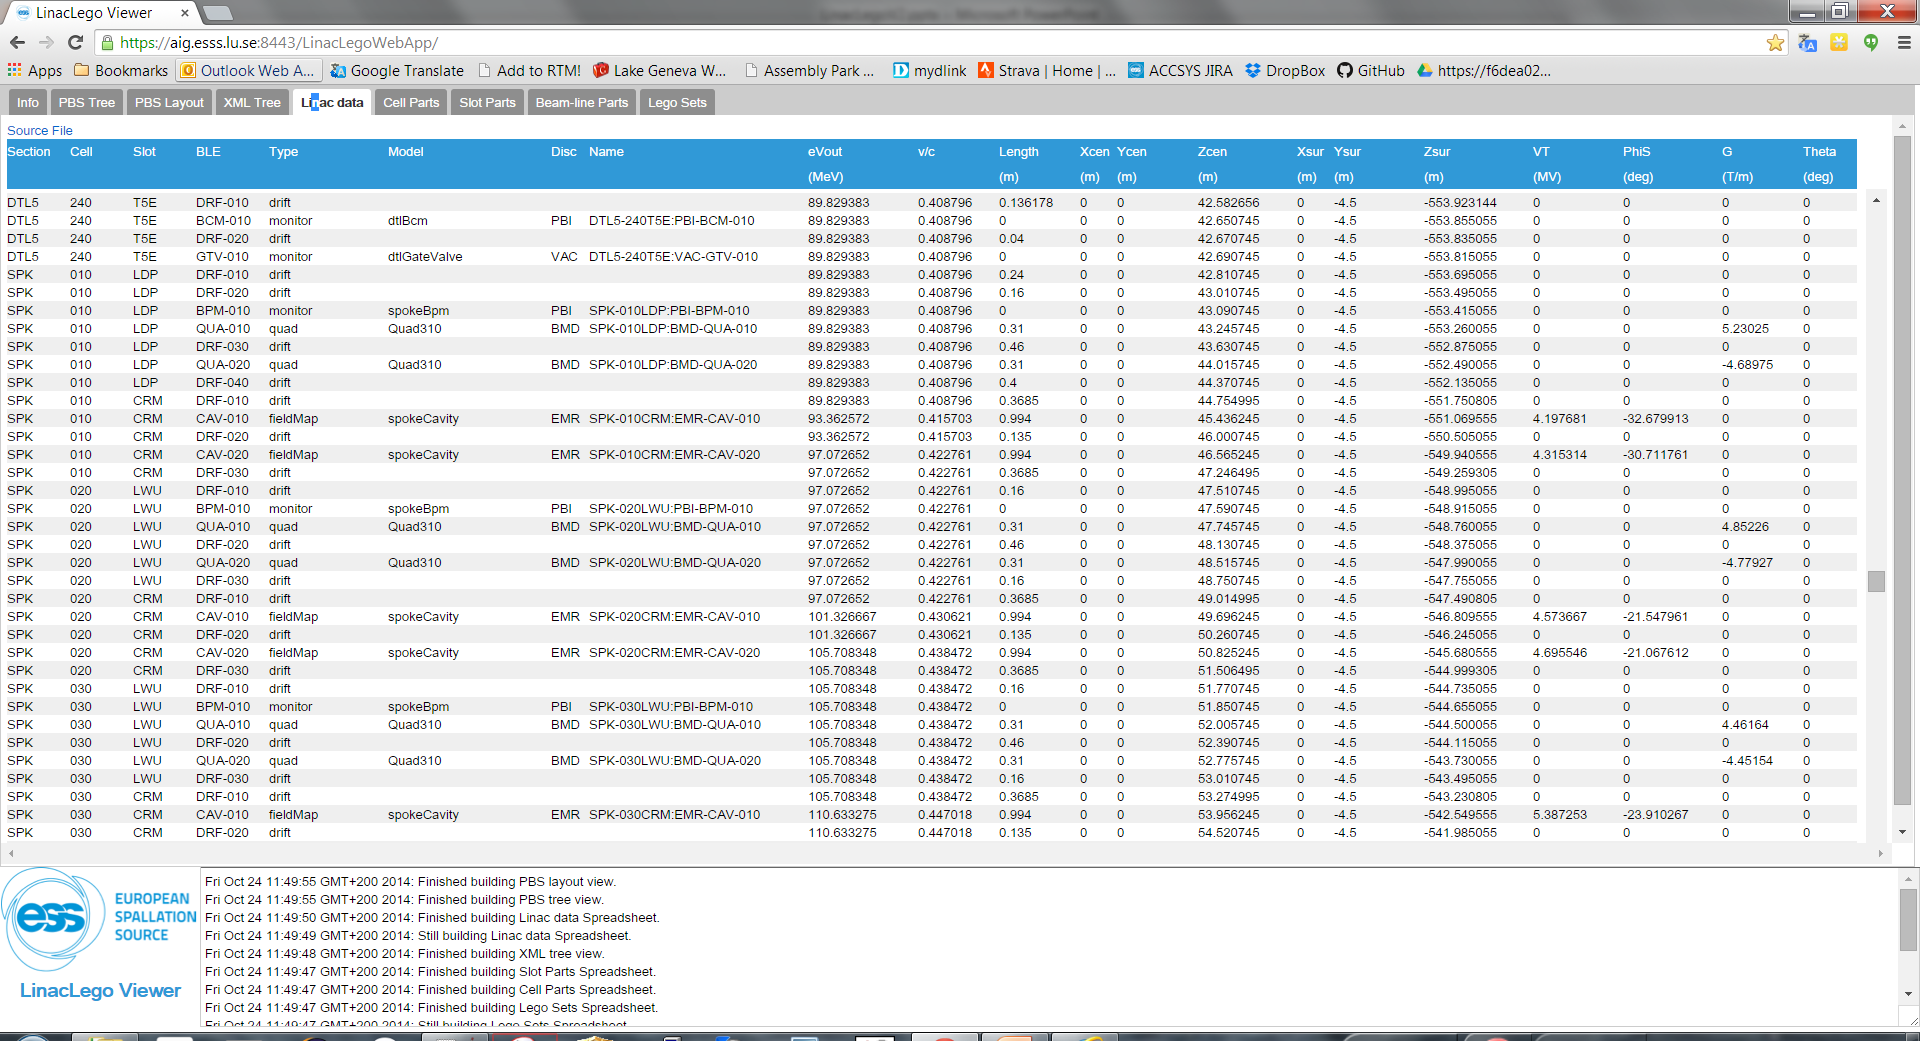 LinacLego Viewer
https://aig.esss.lu.se:8443/LinacLegoWebApp/
Apps Bookmarks Outlook Web A... Google Translate Add to RTM! Lake Geneva W... Assembly Park ... mydlink Strava | Home | ... ACCSYS JIRA DropBox GitHub https://f6dea02...
Info PBS Tree PBS Layout XML Tree Linac data Cell Parts Slot Parts Beam-line Parts Lego Sets
Source File
Section Cell Slot BLE Type Model Disc Name eVout v/c Length Xcen Ycen Zcen Xsur Ysur Zsur VT PhiS G Theta
(MeV) (m) (m) (m) (m) (m) (m) (m) (MV) (deg) (T/m) (deg)
DTL5 240 T5E DRF-010 drift 89.829383 0.408796 0.136178 0 0 42.582656 0 -4.5 -553.923144 0 0 0 0
DTL5 240 T5E BCM-010 monitor dtlBcm PBI DTL5-240T5E:PBI-BCM-010 89.829383 0.408796 0 0 0 42.650745 0 -4.5 -553.855055 0 0 0 0
DTL5 240 T5E DRF-020 drift 89.829383 0.408796 0.04 0 0 42.670745 0 -4.5 -553.835055 0 0 0 0
DTL5 240 T5E GTV-010 monitor dtlGateValve VAC DTL5-240T5E:VAC-GTV-010 89.829383 0.408796 0 0 0 42.690745 0 -4.5 -553.815055 0 0 0 0
SPK 010 LDP DRF-010 drift 89.829383 0.408796 0.24 0 0 42.810745 0 -4.5 -553.695055 0 0 0 0
SPK 010 LDP DRF-020 drift 89.829383 0.408796 0.16 0 0 43.010745 0 -4.5 -553.495055 0 0 0 0
SPK 010 LDP BPM-010 monitor spokeBpm PBI SPK-010LDP:PBI-BPM-010 89.829383 0.408796 0 0 0 43.090745 0 -4.5 -553.415055 0 0 0 0
SPK 010 LDP QUA-010 quad Quad310 BMD SPK-010LDP:BMD-QUA-010 89.829383 0.408796 0.31 0 0 43.245745 0 -4.5 -553.260055 0 0 5.23025 0
SPK 010 LDP DRF-030 drift 89.829383 0.408796 0.46 0 0 43.630745 0 -4.5 -552.875055 0 0 0 0
SPK 010 LDP QUA-020 quad Quad310 BMD SPK-010LDP:BMD-QUA-020 89.829383 0.408796 0.31 0 0 44.015745 0 -4.5 -552.490055 0 0 -4.68975 0
SPK 010 LDP DRF-040 drift 89.829383 0.408796 0.4 0 0 44.370745 0 -4.5 -552.135055 0 0 0 0
SPK 010 CRM DRF-010 drift 89.829383 0.408796 0.3685 0 0 44.754995 0 -4.5 -551.750805 0 0 0 0
SPK 010 CRM CAV-010 fieldMap spokeCavity EMR SPK-010CRM:EMR-CAV-010 93.362572 0.415703 0.994 0 0 45.436245 0 -4.5 -551.069555 4.197681 -32.679913 0 0
SPK 010 CRM DRF-020 drift 93.362572 0.415703 0.135 0 0 46.000745 0 -4.5 -550.505055 0 0 0 0
SPK 010 CRM CAV-020 fieldMap spokeCavity EMR SPK-010CRM:EMR-CAV-020 97.072652 0.422761 0.994 0 0 46.565245 0 -4.5 -549.940555 4.315314 -30.711761 0 0
SPK 010 CRM DRF-030 drift 97.072652 0.422761 0.3685 0 0 47.246495 0 -4.5 -549.259305 0 0 0 0
SPK 020 LWU DRF-010 drift 97.072652 0.422761 0.16 0 0 47.510745 0 -4.5 -548.995055 0 0 0 0
SPK 020 LWU BPM-010 monitor spokeBpm PBI SPK-020LWU:PBI-BPM-010 97.072652 0.422761 0 0 0 47.590745 0 -4.5 -548.915055 0 0 0 0
SPK 020 LWU QUA-010 quad Quad310 BMD SPK-020LWU:BMD-QUA-010 97.072652 0.422761 0.31 0 0 47.745745 0 -4.5 -548.760055 0 0 4.85226 0
SPK 020 LWU DRF-020 drift 97.072652 0.422761 0.46 0 0 48.130745 0 -4.5 -548.375055 0 0 0 0
SPK 020 LWU QUA-020 quad Quad310 BMD SPK-020LWU:BMD-QUA-020 97.072652 0.422761 0.31 0 0 48.515745 0 -4.5 -547.990055 0 0 -4.77927 0
SPK 020 LWU DRF-030 drift 97.072652 0.422761 0.16 0 0 48.750745 0 -4.5 -547.755055 0 0 0 0
SPK 020 CRM DRF-010 drift 97.072652 0.422761 0.3685 0 0 49.014995 0 -4.5 -547.490805 0 0 0 0
SPK 020 CRM CAV-010 fieldMap spokeCavity EMR SPK-020CRM:EMR-CAV-010 101.326667 0.430621 0.994 0 0 49.696245 0 -4.5 -546.809555 4.573667 -21.547961 0 0
SPK 020 CRM DRF-020 drift 101.326667 0.430621 0.135 0 0 50.260745 0 -4.5 -546.245055 0 0 0 0
SPK 020 CRM CAV-020 fieldMap spokeCavity EMR SPK-020CRM:EMR-CAV-020 105.708348 0.438472 0.994 0 0 50.825245 0 -4.5 -545.680555 4.695546 -21.067612 0 0
SPK 020 CRM DRF-030 drift 105.708348 0.438472 0.3685 0 0 51.506495 0 -4.5 -544.999305 0 0 0 0
SPK 030 LWU DRF-010 drift 105.708348 0.438472 0.16 0 0 51.770745 0 -4.5 -544.735055 0 0 0 0
SPK 030 LWU BPM-010 monitor spokeBpm PBI SPK-030LWU:PBI-BPM-010 105.708348 0.438472 0 0 0 51.850745 0 -4.5 -544.655055 0 0 0 0
SPK 030 LWU QUA-010 quad Quad310 BMD SPK-030LWU:BMD-QUA-010 105.708348 0.438472 0.31 0 0 52.005745 0 -4.5 -544.500055 0 0 4.46164 0
SPK 030 LWU DRF-020 drift 105.708348 0.438472 0.46 0 0 52.390745 0 -4.5 -544.115055 0 0 0 0
SPK 030 LWU QUA-020 quad Quad310 BMD SPK-030LWU:BMD-QUA-020 105.708348 0.438472 0.31 0 0 52.775745 0 -4.5 -543.730055 0 0 -4.45154 0
SPK 030 LWU DRF-030 drift 105.708348 0.438472 0.16 0 0 53.010745 0 -4.5 -543.495055 0 0 0 0
SPK 030 CRM DRF-010 drift 105.708348 0.438472 0.3685 0 0 53.274995 0 -4.5 -543.230805 0 0 0 0
SPK 030 CRM CAV-010 fieldMap spokeCavity EMR SPK-030CRM:EMR-CAV-010 110.633275 0.447018 0.994 0 0 53.956245 0 -4.5 -542.549555 5.387253 -23.910267 0 0
SPK 030 CRM DRF-020 drift 110.633275 0.447018 0.135 0 0 54.520745 0 -4.5 -541.985055 0 0 0 0
ess
EUROPEAN
SPALLATION
SOURCE
LinacLego Viewer
Fri Oct 24 11:49:55 GMT+200 2014: Finished building PBS layout view.
Fri Oct 24 11:49:55 GMT+200 2014: Finished building PBS tree view.
Fri Oct 24 11:49:50 GMT+200 2014: Finished building Linac data Spreadsheet.
Fri Oct 24 11:49:49 GMT+200 2014: Still building Linac data Spreadsheet.
Fri Oct 24 11:49:48 GMT+200 2014: Finished building XML tree view.
Fri Oct 24 11:49:47 GMT+200 2014: Finished building Slot Parts Spreadsheet.
Fri Oct 24 11:49:47 GMT+200 2014: Finished building Cell Parts Spreadsheet.
Fri Oct 24 11:49:47 GMT+200 2014: Finished building Lego Sets Spreadsheet.
Fri Oct 24 11:49:47 GMT+200 2014: Still building Lego Sets Spreadsheet.